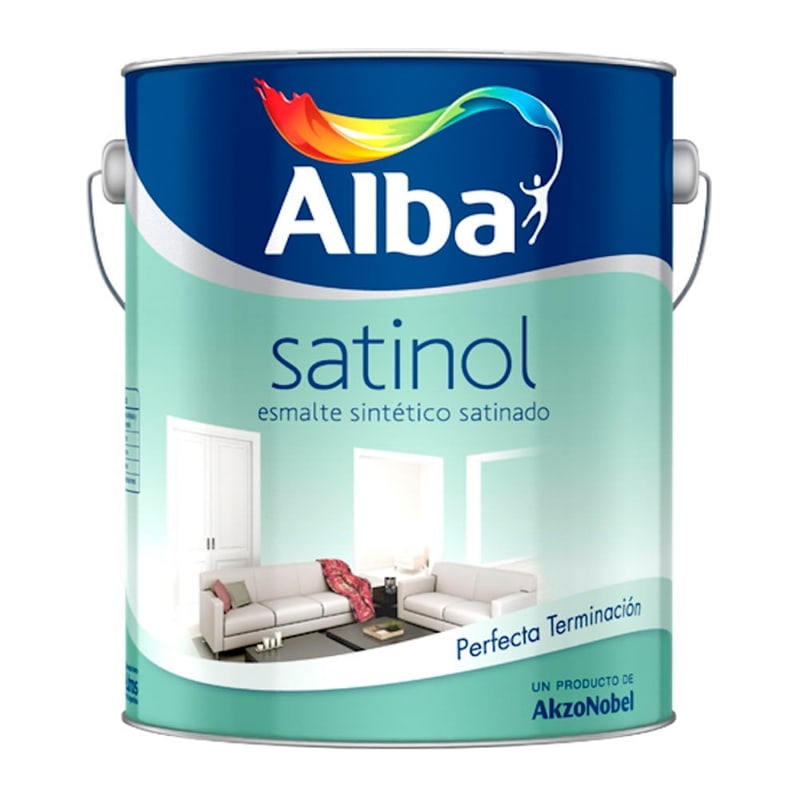 Alba
satinol
esmalte sintético satinado
Perfecta Terminación
UN PRODUCTO DE
AkzoNobel